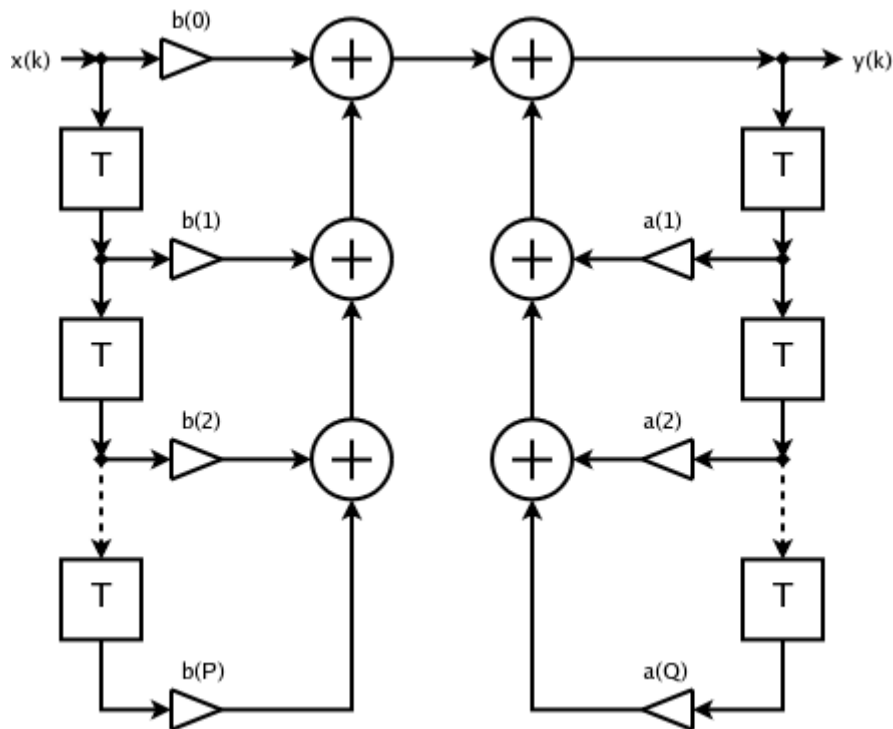 b(0)
x(k) y(k)
T T
b(1) a(1)
T T
b(2) a(2)
T T
b(P) a(Q)